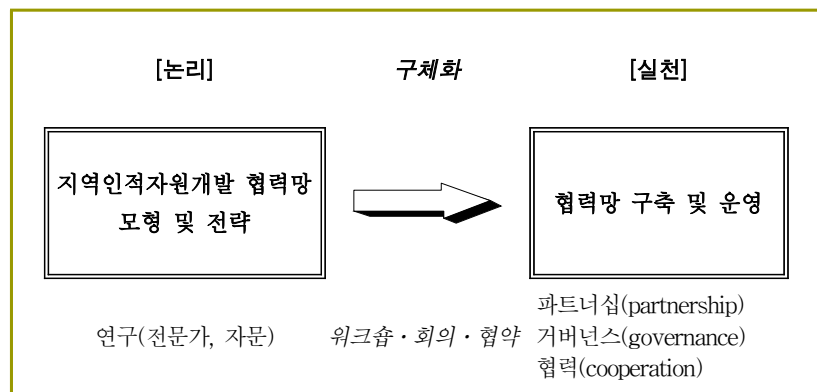 [논리] 구체화 [실천]
지역인적자원개발 협력망
모형 및 전략
협력망 구축 및 운영
연구(전문가, 자문)
워크숍・회의・협약
파트너십(partnership)
거버넌스(governance)
협력(cooperation)